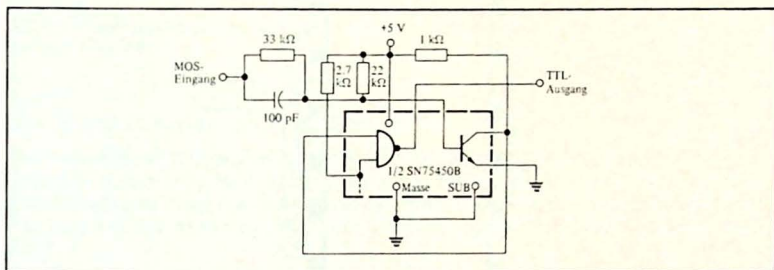 +5 V
33 kΩ
1 kΩ
MOS-
Eingang
2.7
kΩ
22
kΩ
TTL-
Ausgang
100 pF
1/2 SN75450B
Masse
SUB